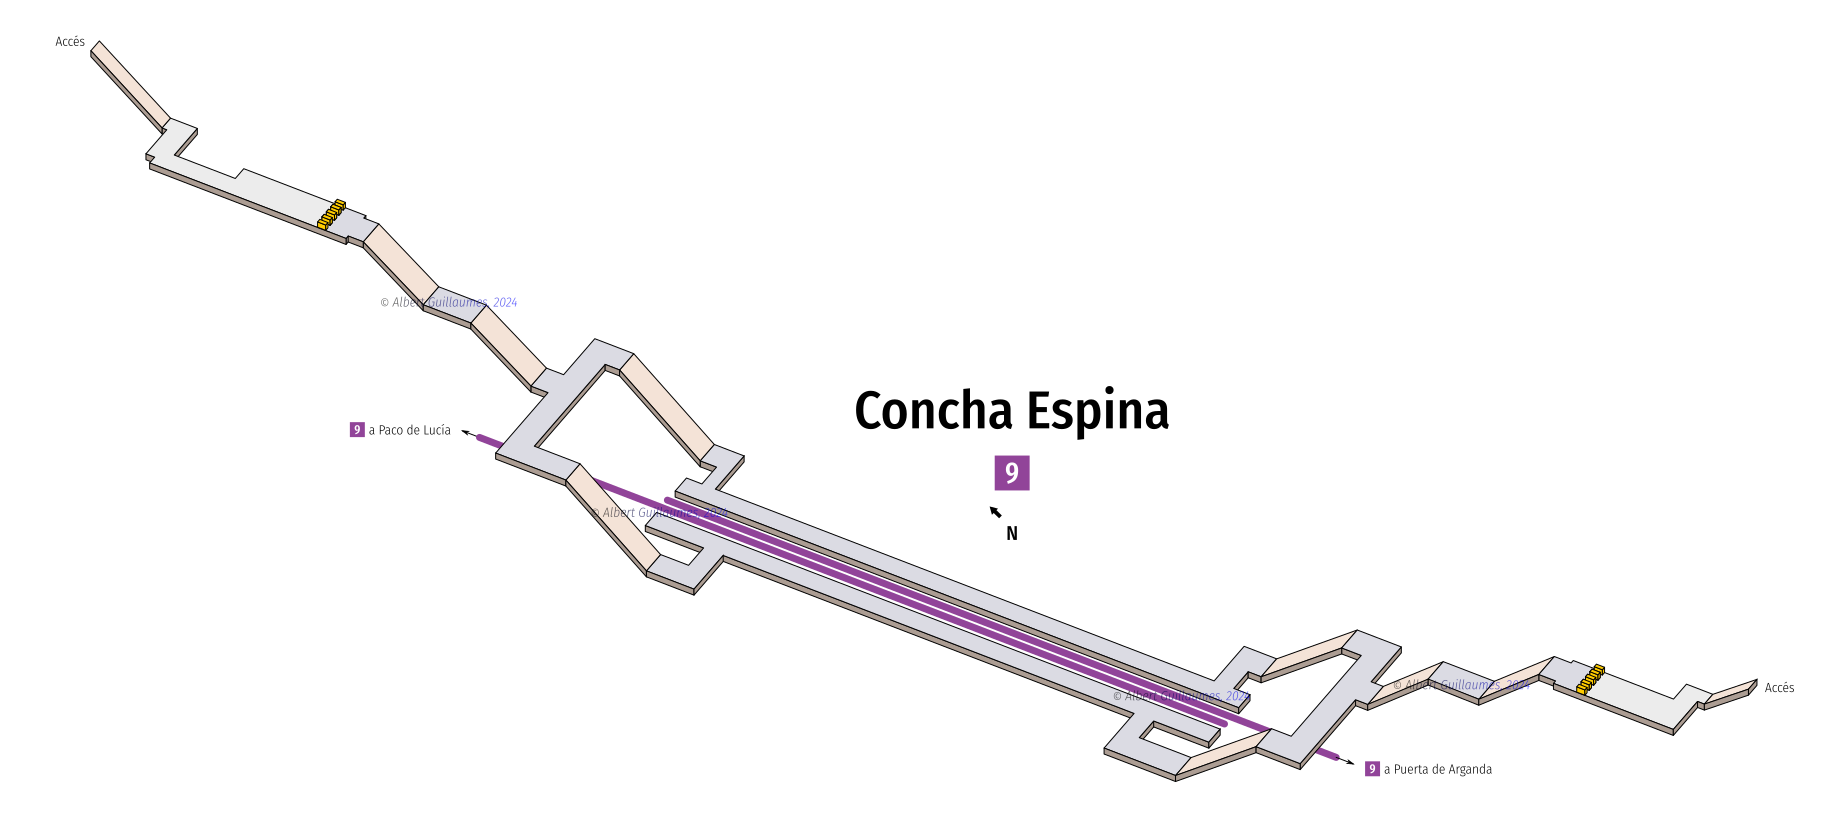 Accés
© Albert Guillaumes, 2024
Concha Espina
9 a Paco de Lucía
9
© Albert Guillaumes, 2024
N
© Albert Guillaumes, 2024
© Albert Guillaumes, 2024
Accés
9 a Puerta de Arganda